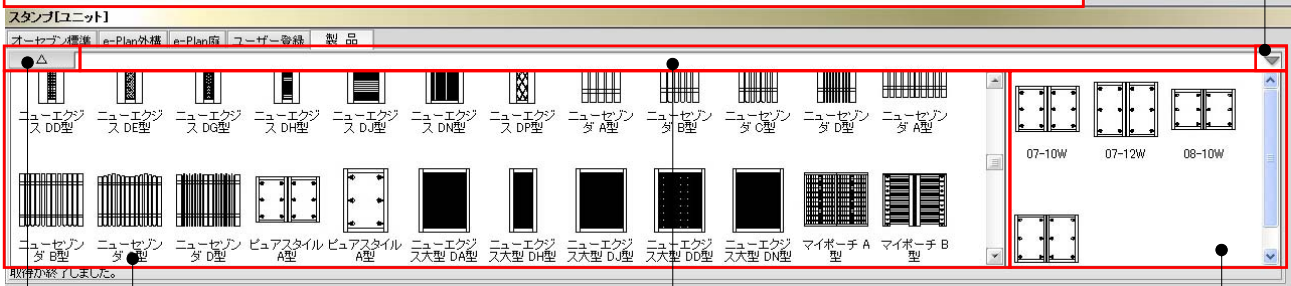 スタンプ[ユニット]
オーセブン標準 e-Plan外構 e-Plan庭 ユーザー登録 製 品
△
ニューエクジス DD型 ニューエクジス DE型 ニューエクジス DG型 ニューエクジス DH型 ニューエクジス DJ型 ニューエクジス DN型 ニューエクジス DP型 ニューセゾンダ A型 ニューセゾンダ B型 ニューセゾンダ C型 ニューセゾンダ D型 ニューセゾンダ A型
07-10W 07-12W 08-10W
ニューセゾンダ B型 ニューセゾンダ 型 ニューセゾンダ D型 ピュアスタイル A型 ピュアスタイル A型 ニューエクジス大型 DA型 ニューエクジス大型 DH型 ニューエクジス大型 DJ型 ニューエクジス大型 DD型 ニューエクジス大型 DN型 マイポーチ A型 マイポーチ B型
取得が終了しました。